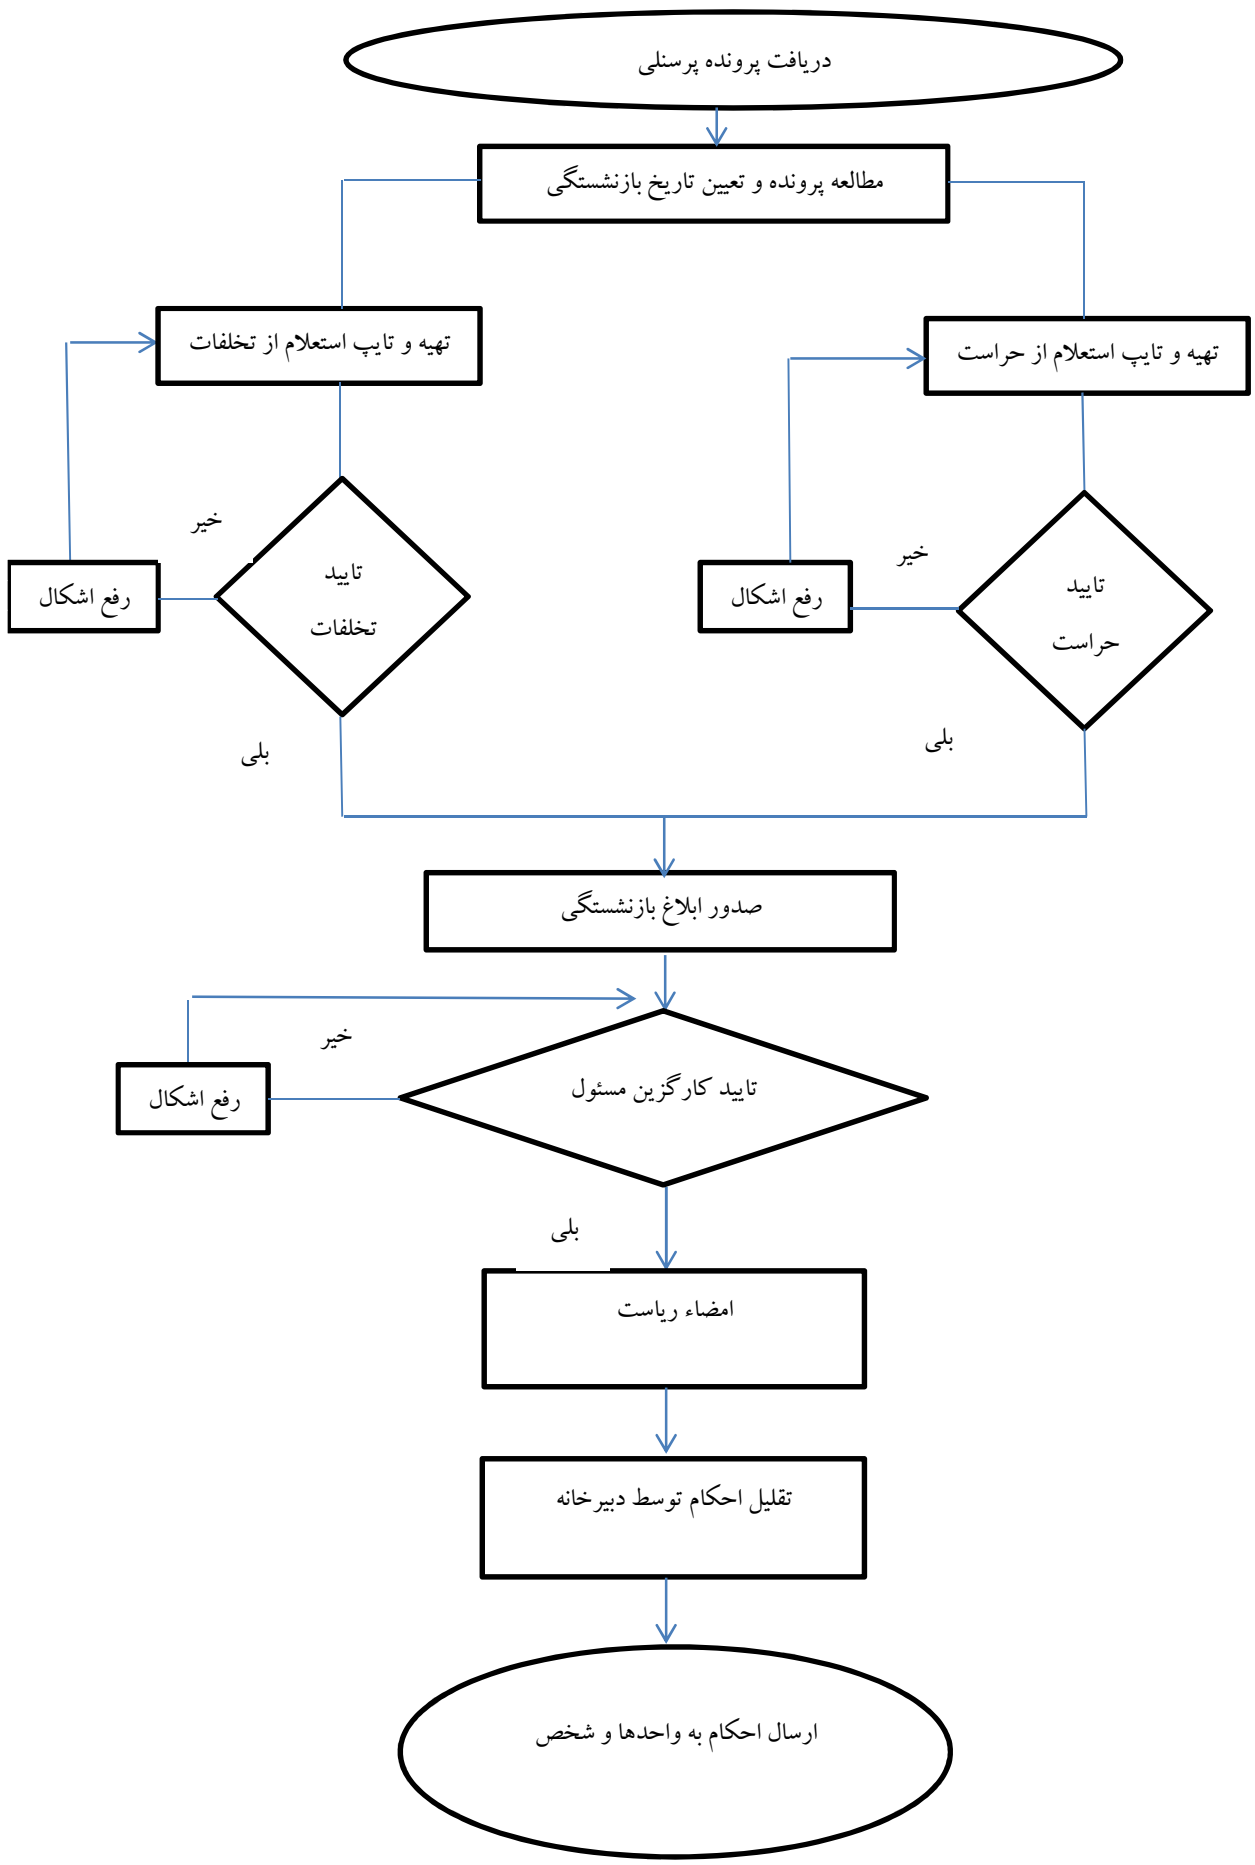 دریافت پرونده پرسنلی
مطالعه پرونده و تعیین تاریخ بازنشستگی
تهیه و تایپ استعلام از حراست
تهیه و تایپ استعلام از تخلفات
تایید
حراست
خیر
رفع اشکال
بلی
تایید
تخلفات
خیر
رفع اشکال
بلی
صدور ابلاغ بازنشستگی
تایید کارگزین مسئول
خیر
رفع اشکال
بلی
امضاء ریاست
تقلیل احکام توسط دبیرخانه
ارسال احکام به واحدها و شخص